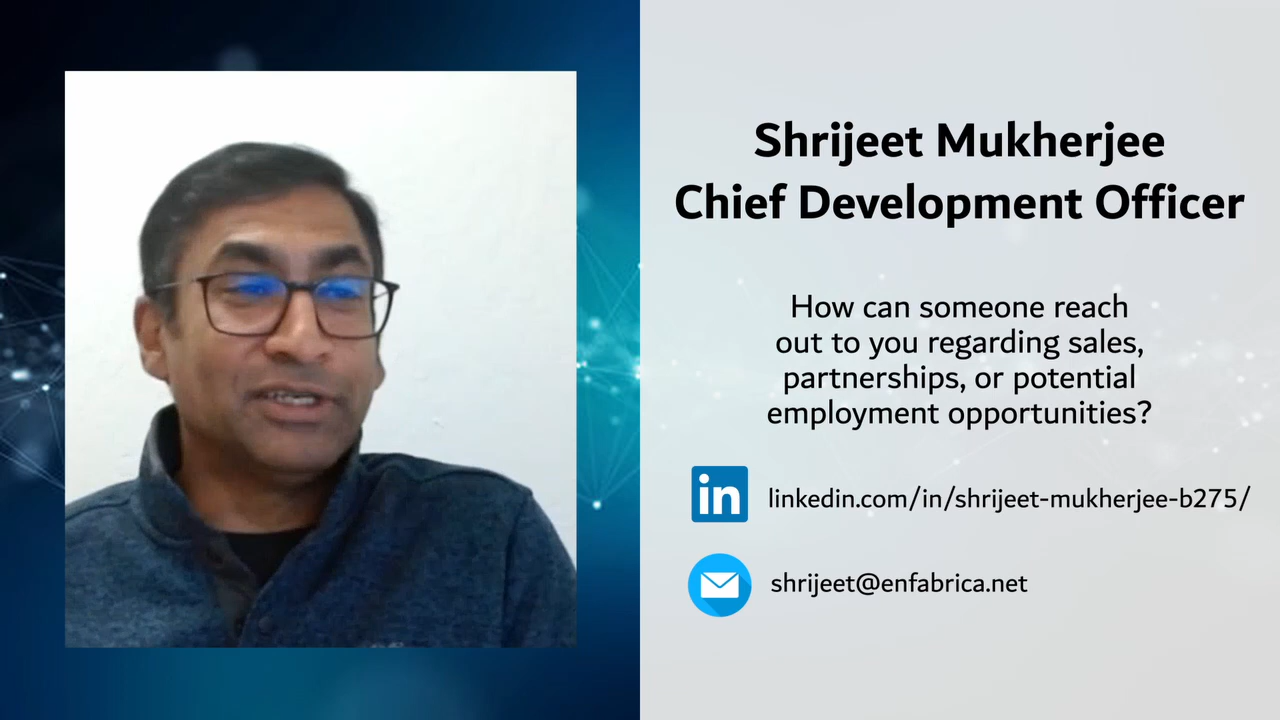 Shrijeet Mukherjee
Chief Development Officer
How can someone reach
out to you regarding sales,
partnerships, or potential
employment opportunities?
in linkedin.com/in/shrijeet-mukherjee-b275/
shrijeet@enfabrica.net